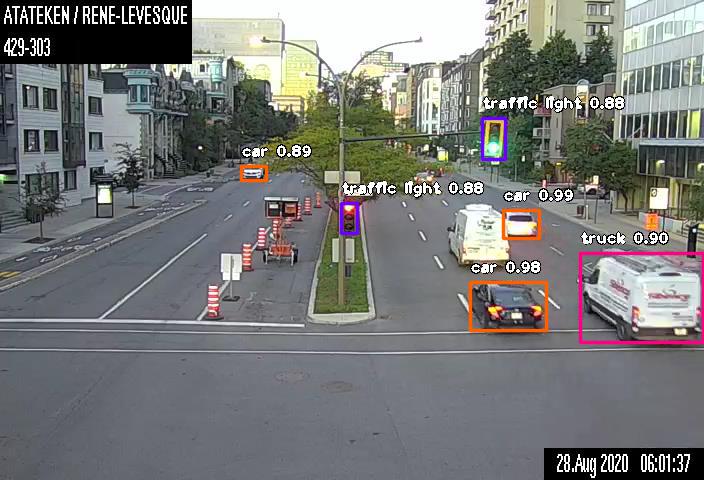 ATATEKEN / RENE-LEVESQUE
429-303
traffic light 0.88
car 0.89
traffic light 0.88
car 0.99
truck 0.90
car 0.98
28.Aug 2020 06:01:37